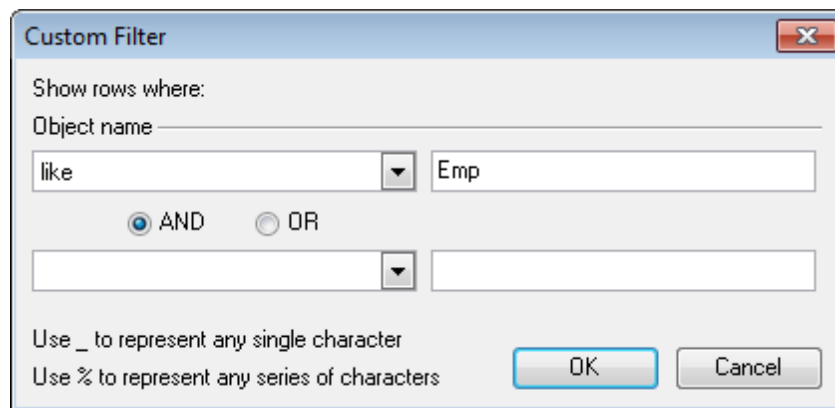 Custom Filter
Show rows where:
Object name
like Emp
AND OR
Use _ to represent any single character
Use % to represent any series of characters
OK Cancel